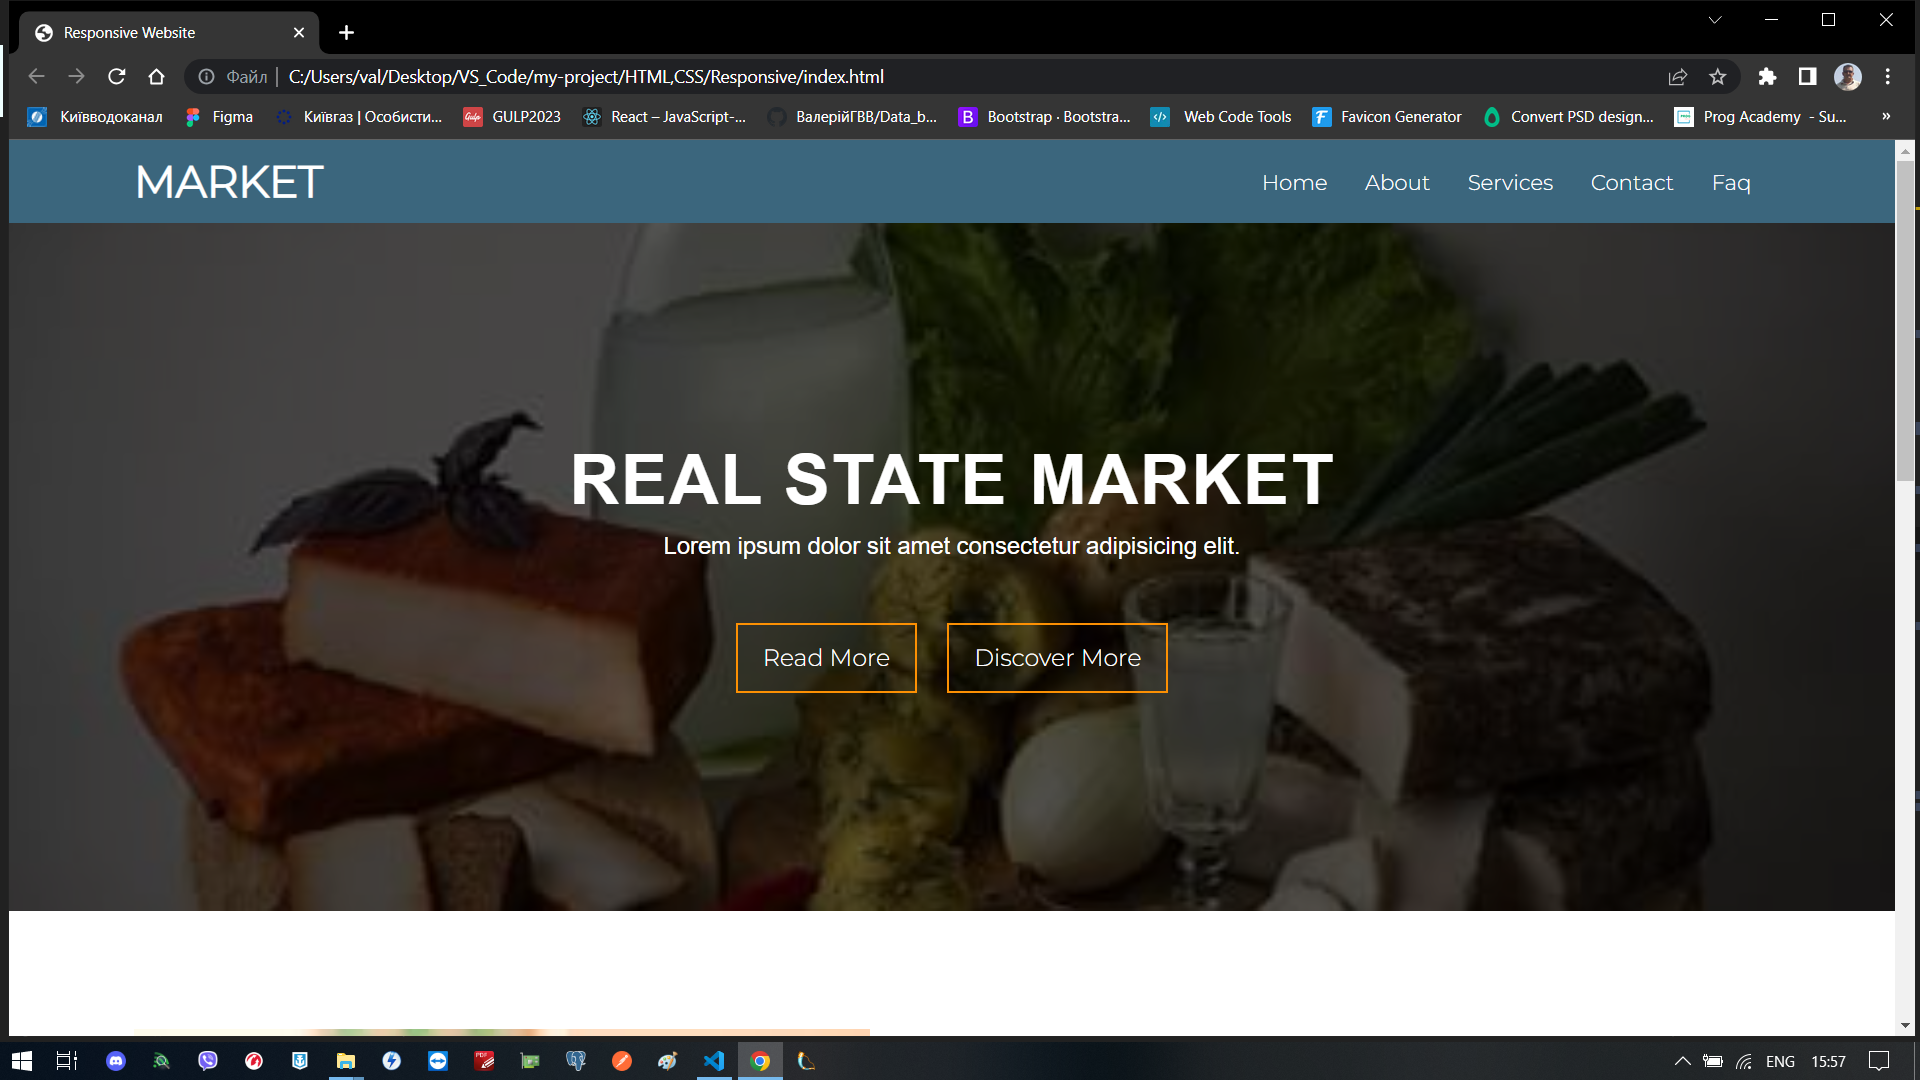 Responsive Website
Файл | C:/Users/val/Desktop/VS_Code/my-project/HTML,CSS/Responsive/index.html
Київводоканал Figma Київгаз | Особисти... GULP2023 React – JavaScript-... ВалерійГВВ/Data_b... Bootstrap · Bootstra... Web Code Tools Favicon Generator Convert PSD design... Prog Academy - Su... »
MARKET Home About Services Contact Faq
REAL STATE MARKET
Lorem ipsum dolor sit amet consectetur adipisicing elit.
Read More Discover More
ENG 15:57